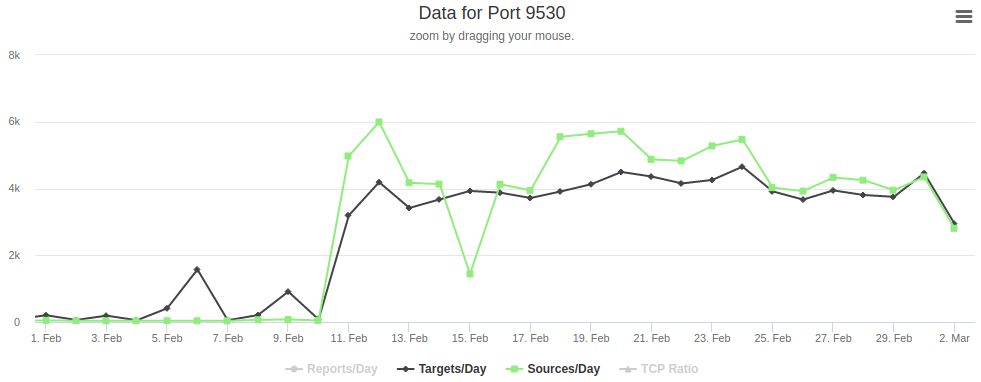 Data for Port 9530
zoom by dragging your mouse.
8k
6k
4k
2k
0
1. Feb 3. Feb 5. Feb 7. Feb 9. Feb 11. Feb 13. Feb 15. Feb 17. Feb 19. Feb 21. Feb 23. Feb 25. Feb 27. Feb 29. Feb 2. Mar
Reports/Day Targets/Day Sources/Day TCP Ratio